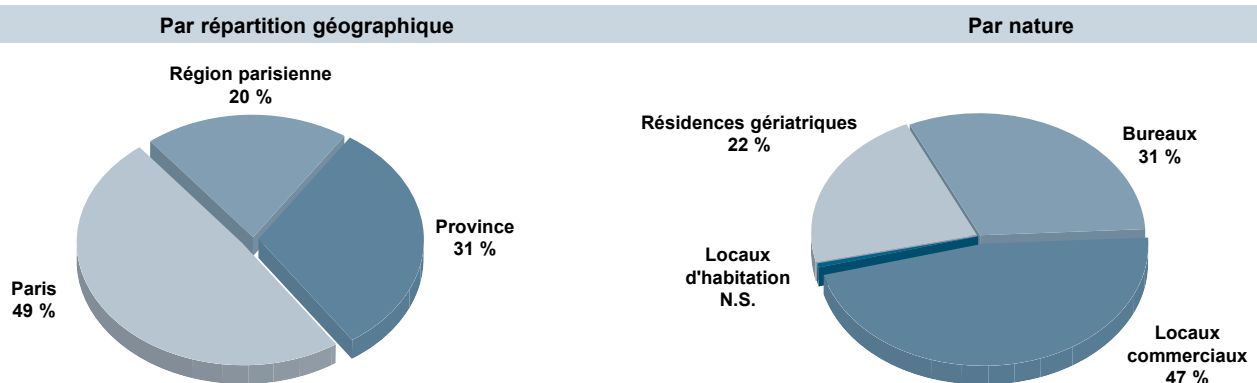 Par répartition géographique
Région parisienne
20 %
Province
31 %
Paris
49 %
Par nature
Résidences gériatriques
22 %
Bureaux
31 %
Locaux
d'habitation
N.S.
Locaux
commerciaux
47 %